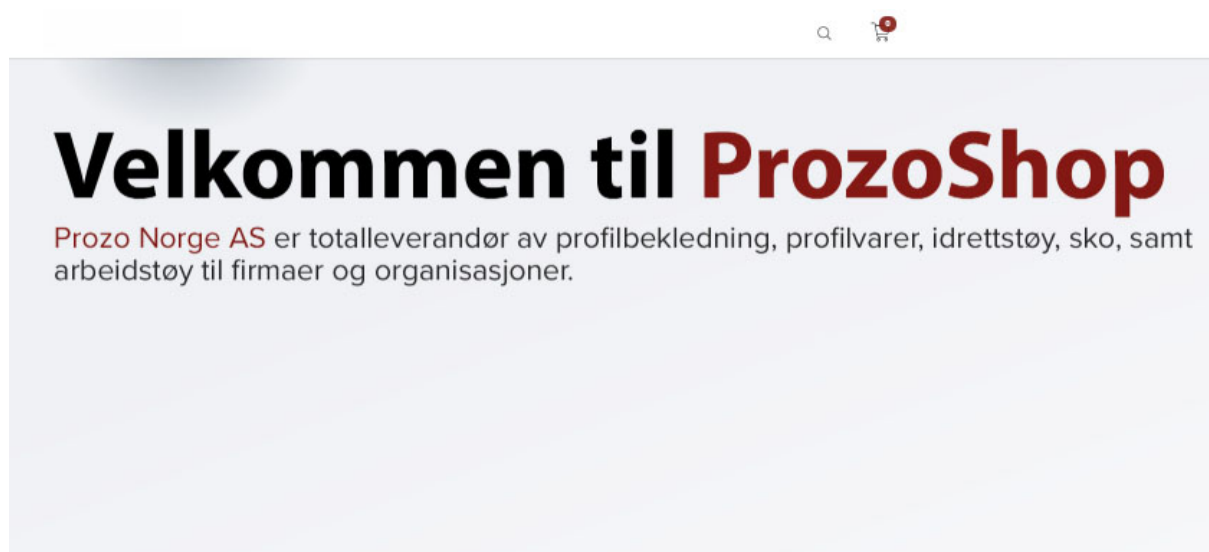 0
Velkommen til ProzoShop
Prozo Norge AS er totalleverandør av profilbekledning, profilvarer, idrettstøy, sko, samt
arbeidstøy til firmaer og organisasjoner.